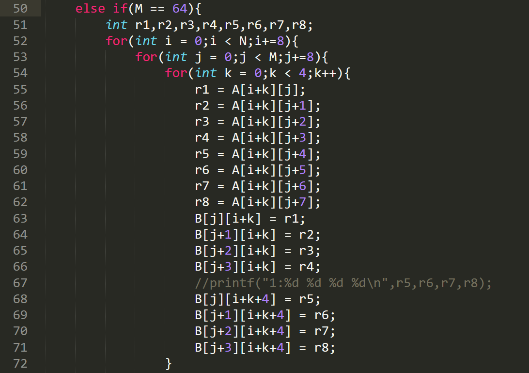 50 else if(M == 64){
51 int r1,r2,r3,r4,r5,r6,r7,r8;
52 for(int i = 0;i < N;i+=8){
53 for(int j = 0;j < M;j+=8){
54 for(int k = 0;k < 4;k++){
55 r1 = A[i+k][j];
56 r2 = A[i+k][j+1];
57 r3 = A[i+k][j+2];
58 r4 = A[i+k][j+3];
59 r5 = A[i+k][j+4];
60 r6 = A[i+k][j+5];
61 r7 = A[i+k][j+6];
62 r8 = A[i+k][j+7];
63 B[j][i+k] = r1;
64 B[j+1][i+k] = r2;
65 B[j+2][i+k] = r3;
66 B[j+3][i+k] = r4;
67 //printf("1:%d %d %d %d\n",r5,r6,r7,r8);
68 B[j][i+k+4] = r5;
69 B[j+1][i+k+4] = r6;
70 B[j+2][i+k+4] = r7;
71 B[j+3][i+k+4] = r8;
72 }